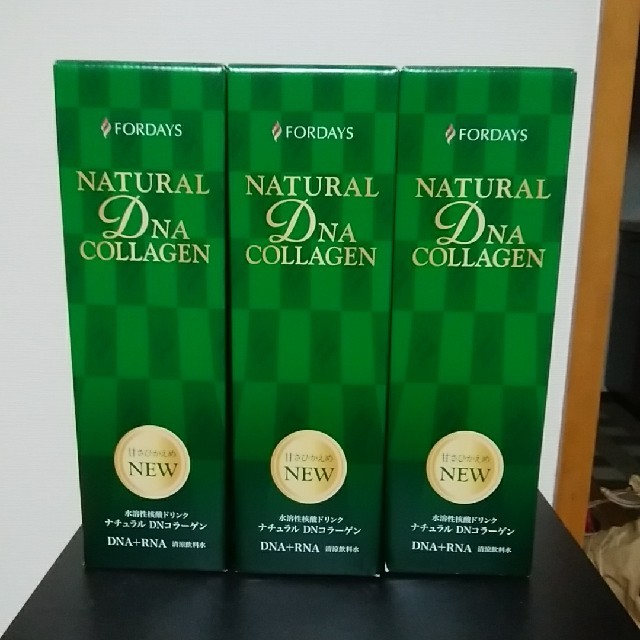 FORDAYS
NATURAL
DNA
COLLAGEN
甘さひかえめ
NEW
水溶性核酸ドリンク
ナチュラル DNコラーゲン
DNA+RNA 清涼飲料水
FORDAYS
NATURAL
DNA
COLLAGEN
甘さひかえめ
NEW
水溶性核酸ドリンク
ナチュラル DNコラーゲン
DNA+RNA 清涼飲料水
FORDAYS
NATURAL
DNA
COLLAGEN
甘さひかえめ
NEW
水溶性核酸ドリンク
ナチュラル DNコラーゲン
DNA+RNA 清涼飲料水